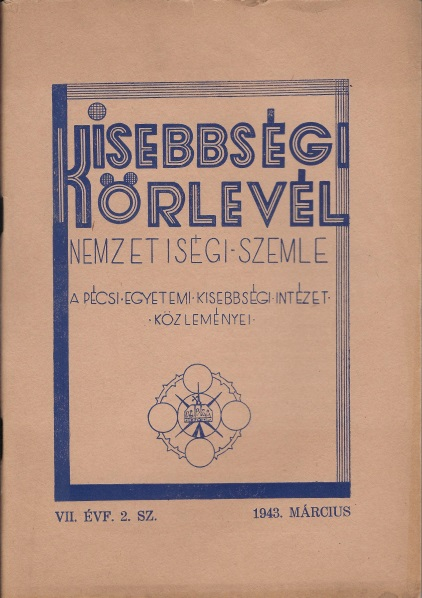 KISEBBSÉGI
KÖRLEVÉL
NEMZETISÉGI-SZEMLE
A PÉCSI·EGYETEMI·KISEBBSÉGI·INTÉZET·
·KÖZLEMÉNYEI·
VII. ÉVF. 2. SZ. 1943. MÁRCIUS